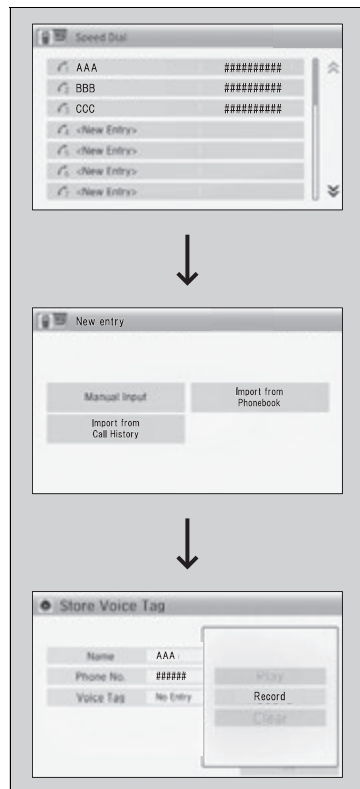 Speed Dial
AAA ##########
BBB ##########
CCC ##########
<New Entry>
<New Entry>
<New Entry>
<New Entry>
New entry
Manual Input
Import from
Phonebook
Import from
Call History
Store Voice Tag
Name AAA
Phone No. ######
Voice Tag No Entry
Play
Record
Clear